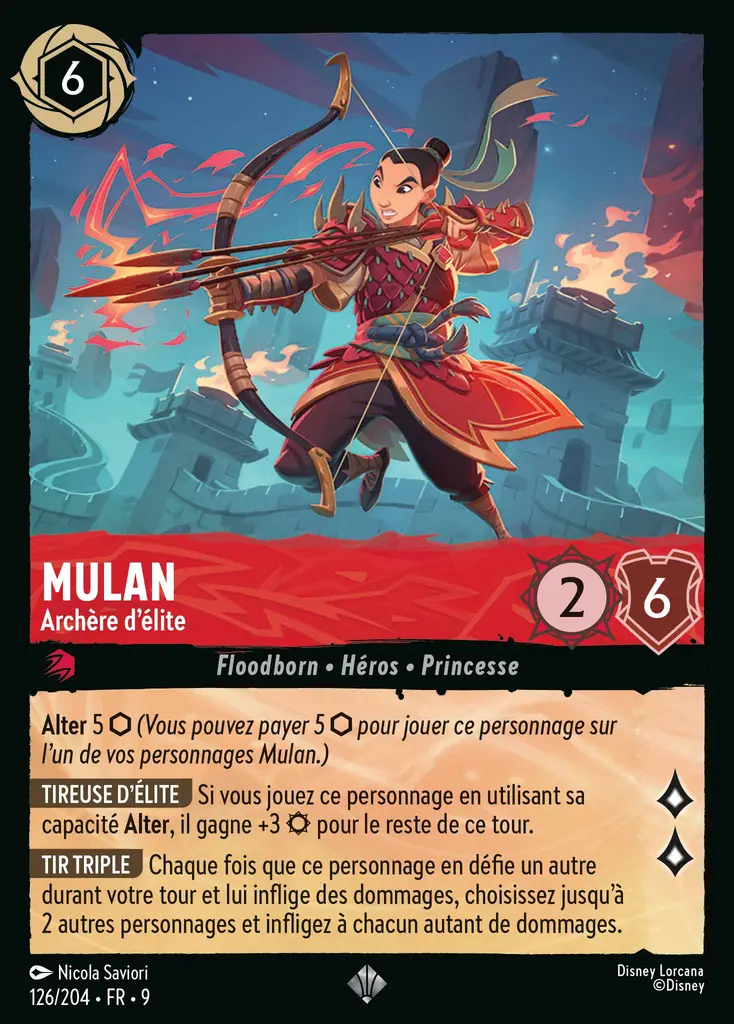 6
MULAN
Archère d'élite
2
6
Floodborn • Héros • Princesse
Alter 5 ⬡ (Vous pouvez payer 5 ⬡ pour jouer ce personnage sur
l'un de vos personnages Mulan.)
TIREUSE D'ÉLITE Si vous jouez ce personnage en utilisant sa
capacité Alter, il gagne +3 ¤ pour le reste de ce tour.
TIR TRIPLE Chaque fois que ce personnage en défie un autre
durant votre tour et lui inflige des dommages, choisissez jusqu'à
2 autres personnages et infligez à chacun autant de dommages.
Nicola Saviori
126/204 • FR • 9
Disney Lorcana
©Disney